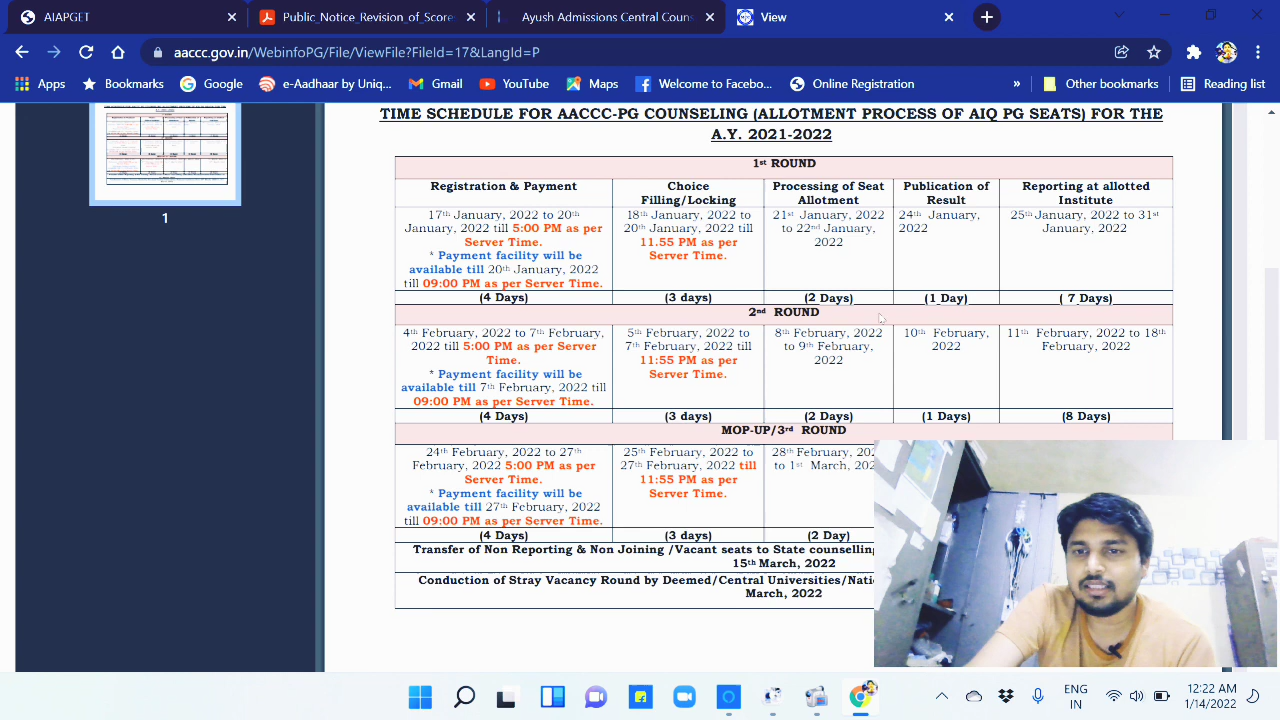 AIAPGET
Public_Notice_Revision_of_Score
Ayush Admissions Central Couns
View
aaccc.gov.in/WebinfoPG/File/ViewFile?FileId=17&LangId=P
Apps
Bookmarks
Google
e-Aadhaar by Uniq...
Gmail
YouTube
Maps
Welcome to Facebo...
Online Registration
»
Other bookmarks
Reading list
1
TIME SCHEDULE FOR AACCC-PG COUNSELING (ALLOTMENT PROCESS OF AIQ PG SEATS) FOR THE
A.Y. 2021-2022
1st ROUND
Registration & Payment
Choice
Filling/Locking
Processing of Seat
Allotment
Publication of
Result
Reporting at allotted
Institute
17th January, 2022 to 20th
January, 2022 till 5:00 PM as per
Server Time.
* Payment facility will be
available till 20th January, 2022
till 09:00 PM as per Server Time.
18th January, 2022 to
20th January, 2022 till
11.55 PM as per
Server Time.
21st January, 2022
to 22nd January,
2022
24th January,
2022
25th January, 2022 to 31st
January, 2022
(4 Days)
(3 days)
(2 Days)
(1 Day)
( 7 Days)
2nd ROUND
4th February, 2022 to 7th February,
2022 till 5:00 PM as per Server
Time.
* Payment facility will be
available till 7th February, 2022 till
09:00 PM as per Server Time.
5th February, 2022 to
7th February, 2022 till
11:55 PM as per
Server Time.
8th February, 2022
to 9th February,
2022
10th February,
2022
11th February, 2022 to 18th
February, 2022
(4 Days)
(3 days)
(2 Days)
(1 Days)
(8 Days)
MOP-UP/3rd ROUND
24th February, 2022 to 27th
February, 2022 5:00 PM as per
Server Time.
* Payment facility will be
available till 27th February, 2022
till 09:00 PM as per Server Time.
25th February, 2022 to
27th February, 2022 till
11:55 PM as per
Server Time.
28th February, 202
to 1st March, 202
(4 Days)
(3 days)
(2 Day)
Transfer of Non Reporting & Non Joining /Vacant seats to State counselling
15th March, 2022
Conduction of Stray Vacancy Round by Deemed/Central Universities/Nati
March, 2022
ENG
IN
12:22 AM
1/14/2022